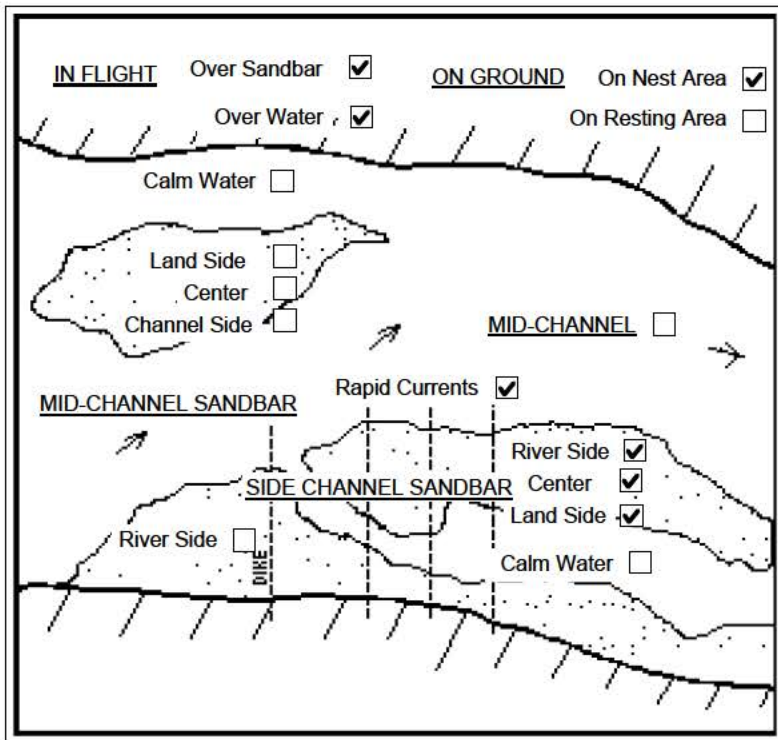 IN FLIGHT Over Sandbar ON GROUND On Nest Area
Over Water On Resting Area
Calm Water
Land Side
Center
Channel Side
MID-CHANNEL
Rapid Currents
MID-CHANNEL SANDBAR
River Side
SIDE CHANNEL SANDBAR Center
Land Side
River Side
DIKE
Calm Water